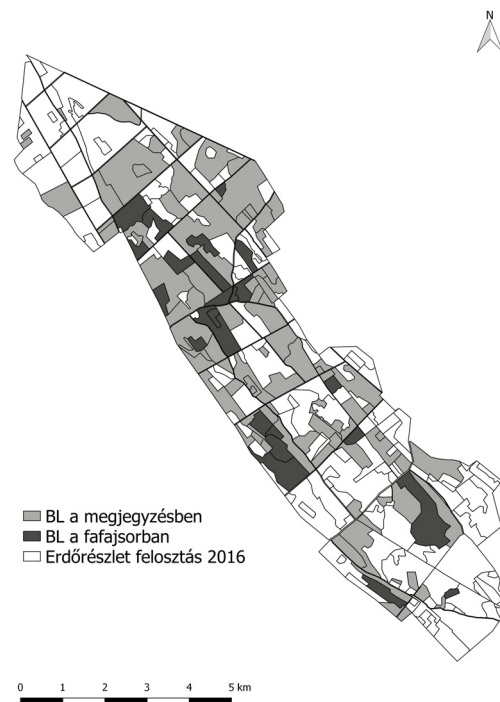 N
BL a megjegyzésben
BL a fafajsorban
Erdőrészlet felosztás 2016
0 1 2 3 4 5 km